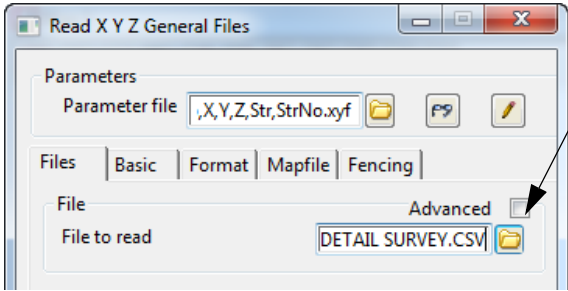 Read X Y Z General Files
Parameters
Parameter file ,X,Y,Z,Str,StrNo.xyf
Files Basic Format Mapfile Fencing
File
Advanced
File to read DETAIL SURVEY.CSV